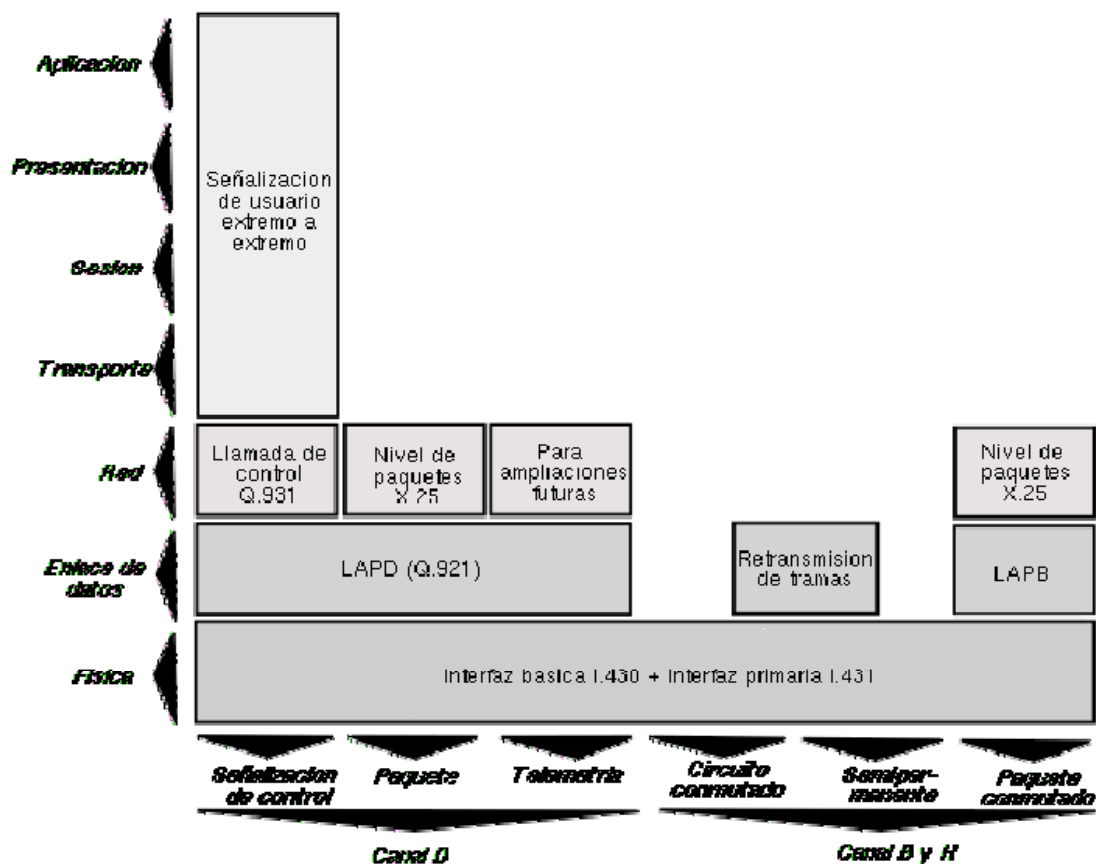 Aplicacion
Presentacion
Sesion
Transporte
Red
Enlace de
datos
Fisica
Señalizacion
de usuario
extremo a
extremo
Llamada de
control
Q.931
Nivel de
paquetes
X.25
Para
ampliaciones
futuras
Nivel de
paquetes
X.25
LAPD (Q.921)
Retransmision
de tramas
LAPB
Interfaz basica I.430 + Interfaz primaria I.431
Señalizacion
de control
Paquete
Telemetria
Circuito
conmutado
Semiper-
manente
Paquete
conmutado
Canal D
Canal B y H